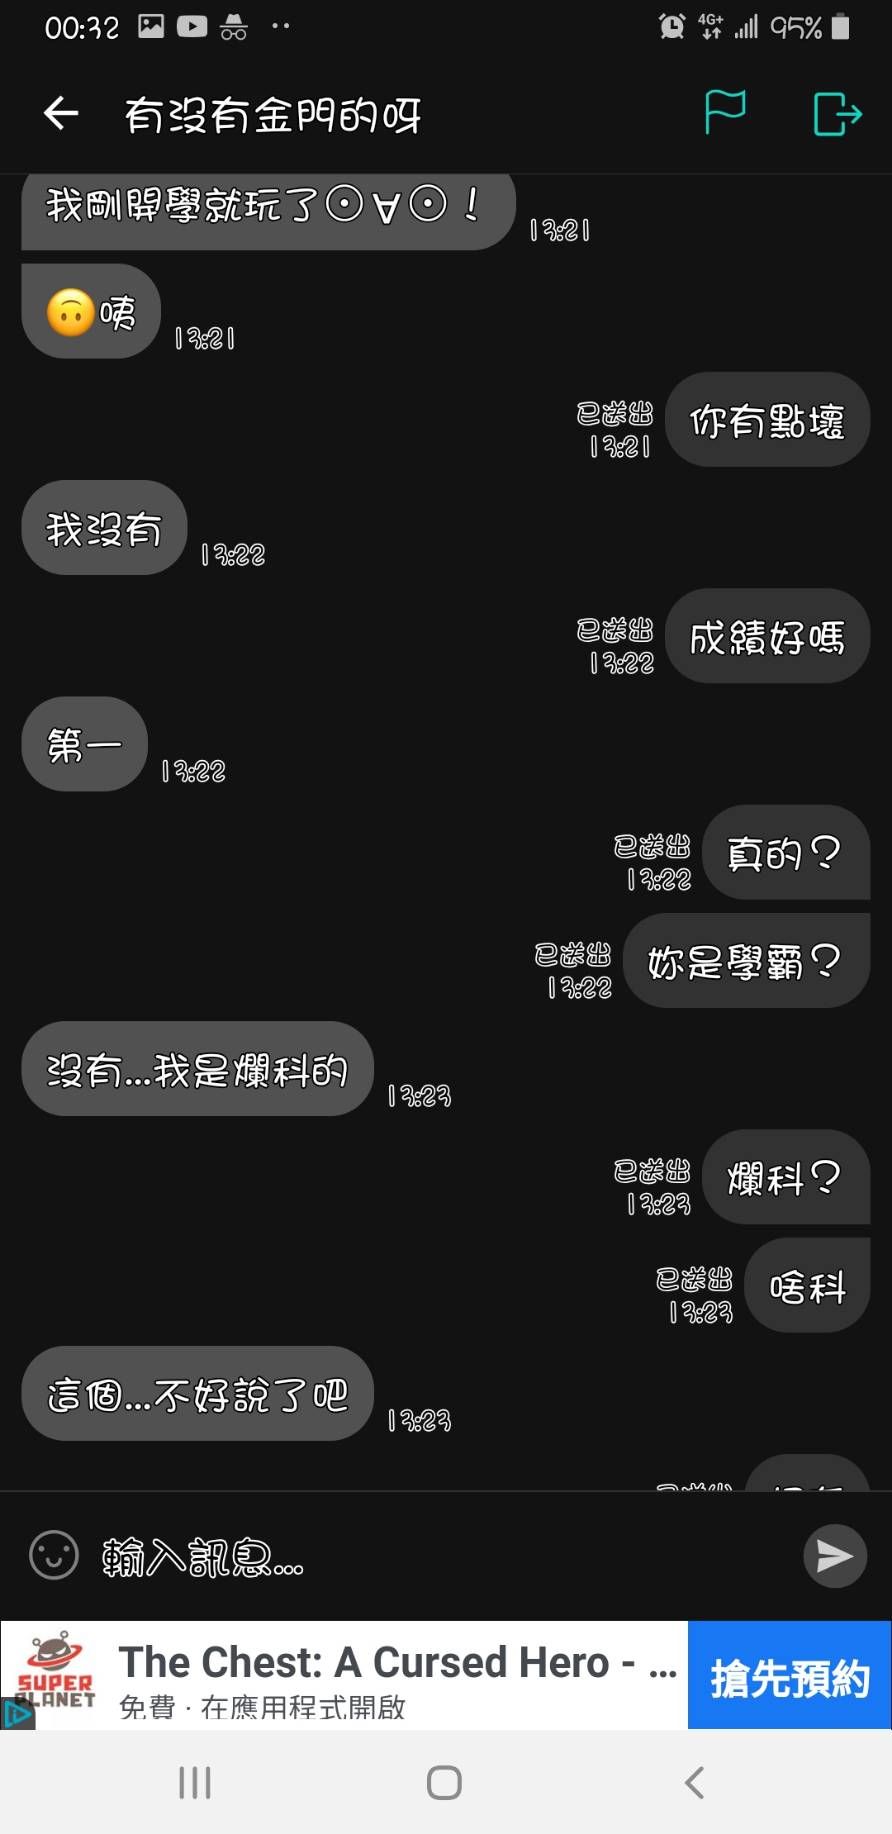 00:32 4G+ 95%
有沒有金門的呀
我剛開學就玩了⊙∀⊙！
13:21
🙃咦
13:21
已送出
13:21
你有點壞
我沒有
13:22
已送出
13:22
成績好嗎
第一
13:22
已送出
13:22
真的？
已送出
13:22
妳是學霸？
沒有...我是爛科的
13:23
已送出
13:23
爛科？
已送出
13:23
啥科
這個...不好說了吧
13:23
已送出
輸入訊息...
SUPER
PLANET
The Chest: A Cursed Hero - ...
免費 · 在應用程式開啟
搶先預約